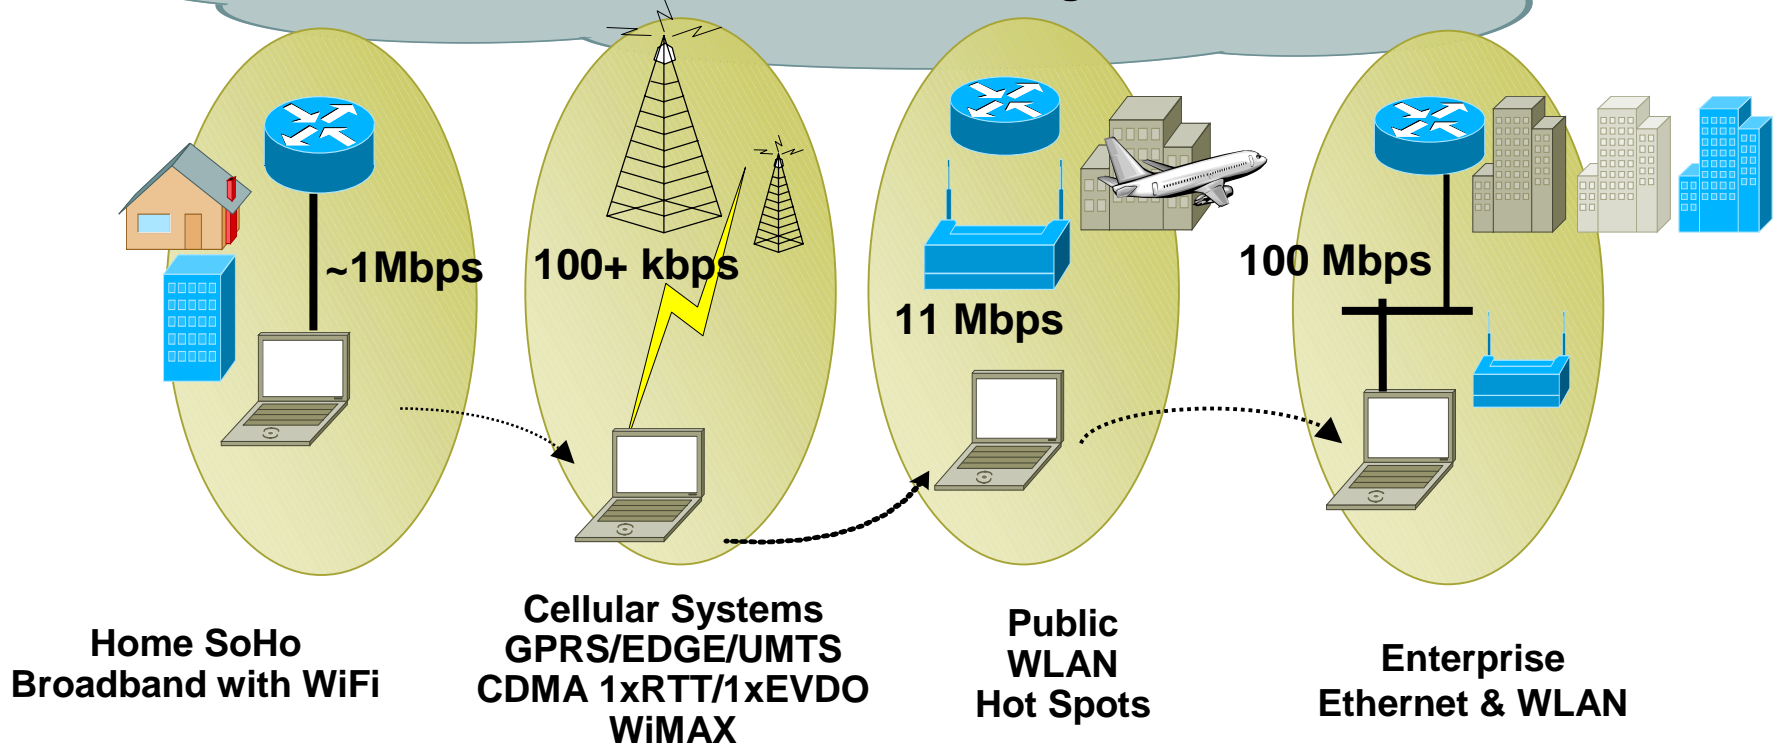 ~1Mbps
100+ kbps
11 Mbps
100 Mbps
Home SoHo
Broadband with WiFi
Cellular Systems
GPRS/EDGE/UMTS
CDMA 1xRTT/1xEVDO
WiMAX
Public
WLAN
Hot Spots
Enterprise
Ethernet & WLAN